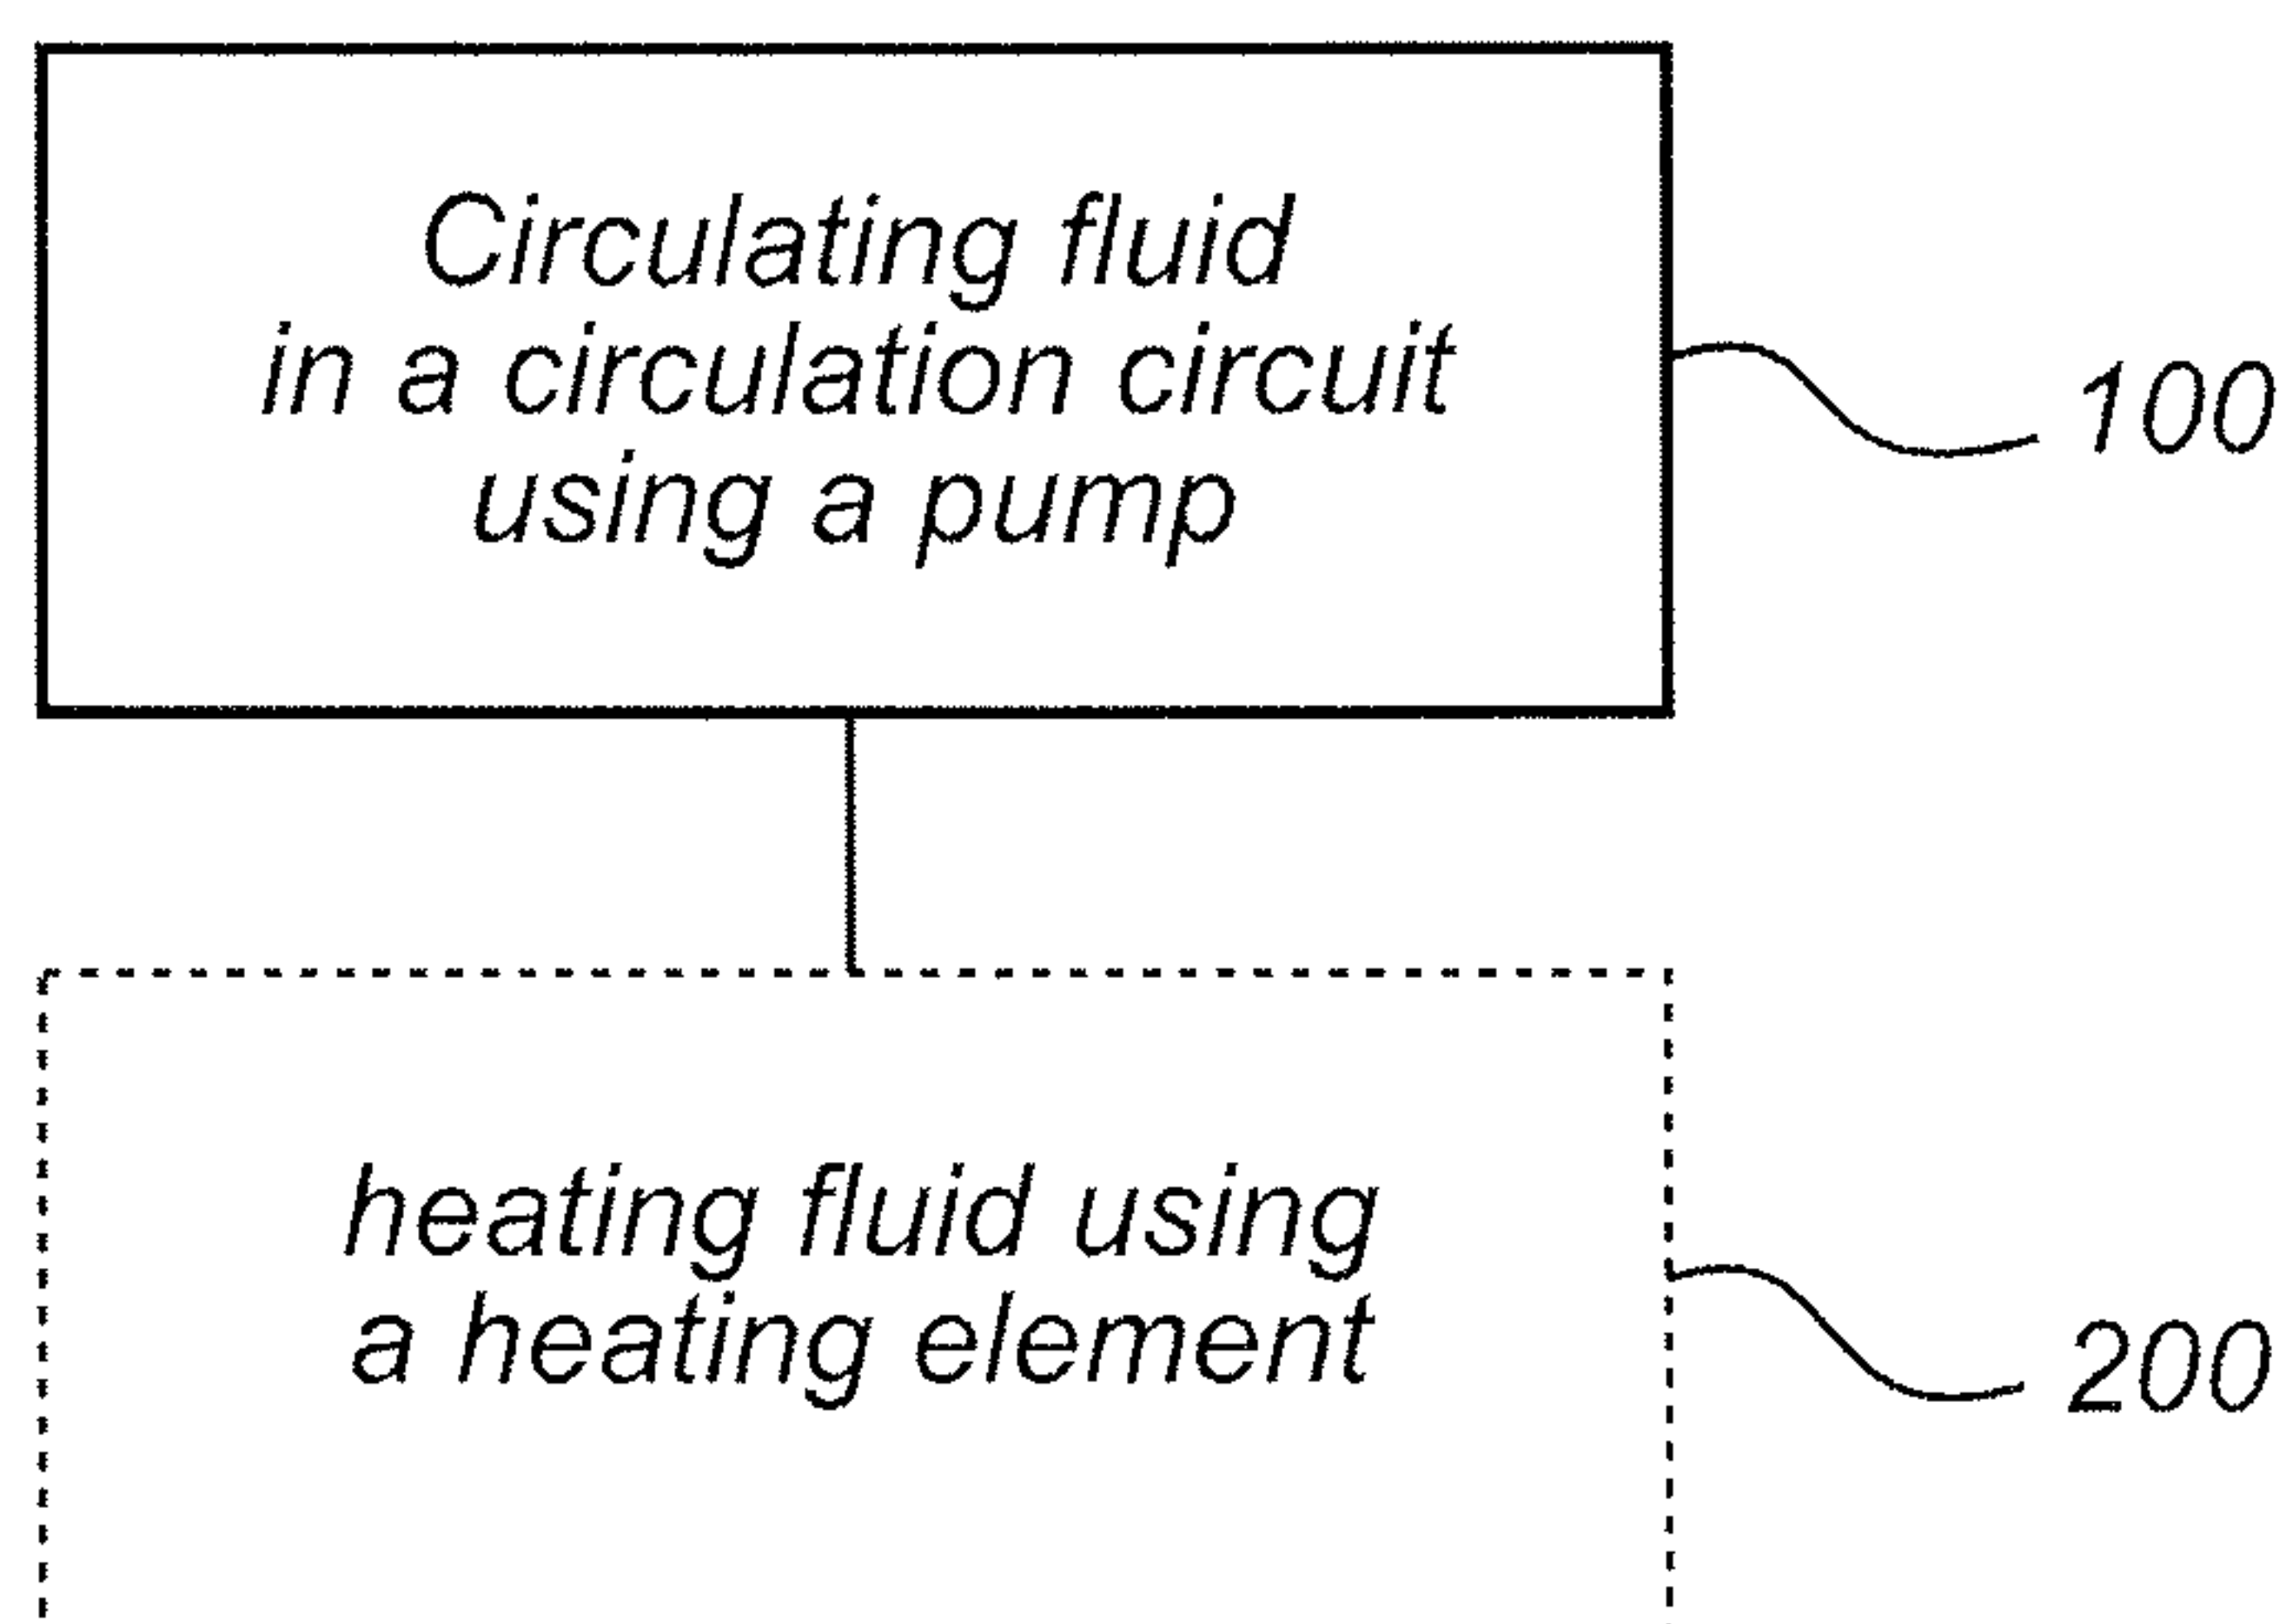 Circulating fluid
in a circulation circuit
using a pump
100
heating fluid using
a heating element
200